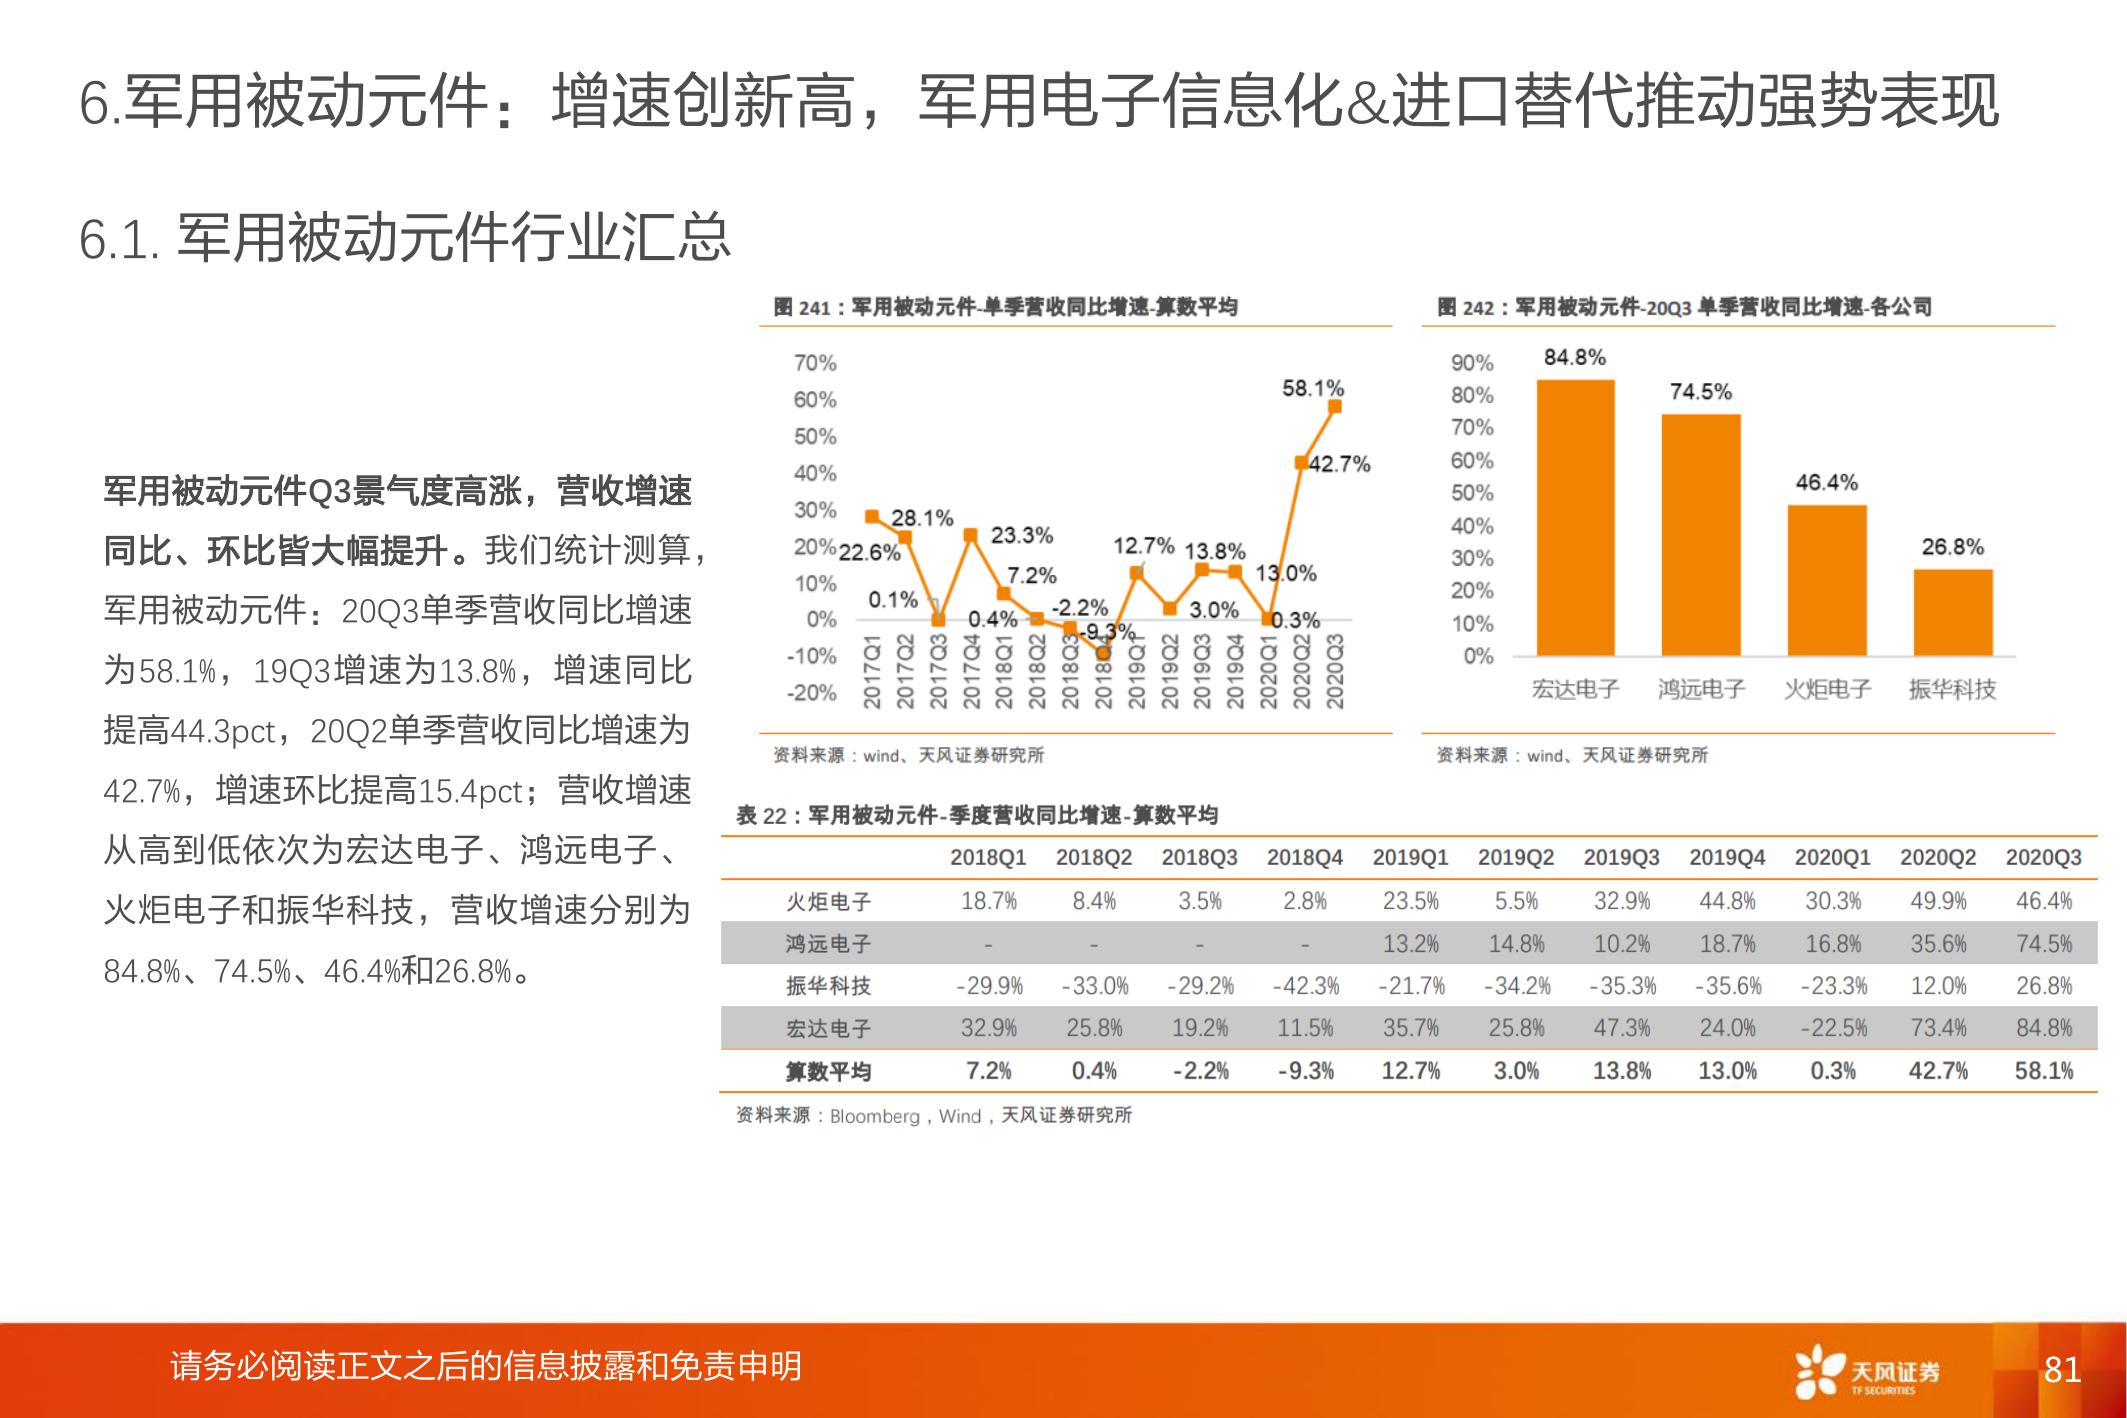 6.军用被动元件：增速创新高，军用电子信息化&进口替代推动强势表现
6.1. 军用被动元件行业汇总
军用被动元件Q3景气度高涨，营收增速
同比、环比皆大幅提升。我们统计测算，
军用被动元件：20Q3单季营收同比增速
为58.1%，19Q3增速为13.8%，增速同比
提高44.3pct，20Q2单季营收同比增速为
42.7%，增速环比提高15.4pct；营收增速
从高到低依次为宏达电子、鸿远电子、
火炬电子和振华科技，营收增速分别为
84.8%、74.5%、46.4%和26.8%。
图 241：军用被动元件-单季营收同比增速-算数平均
70%
60%
50%
40%
30%
20%
10%
0%
-10%
-20%
28.1%
22.6%
0.1%
23.3%
7.2%
0.4%
-2.2%
-9.3%
12.7%
3.0%
13.8%
13.0%
0.3%
42.7%
58.1%
2017Q1
2017Q2
2017Q3
2017Q4
2018Q1
2018Q2
2018Q3
2018Q4
2019Q1
2019Q2
2019Q3
2019Q4
2020Q1
2020Q2
2020Q3
资料来源：wind、天风证券研究所
图 242：军用被动元件-20Q3 单季营收同比增速-各公司
90%
80%
70%
60%
50%
40%
30%
20%
10%
0%
84.8%
74.5%
46.4%
26.8%
宏达电子 鸿远电子 火炬电子 振华科技
资料来源：wind、天风证券研究所
表 22：军用被动元件-季度营收同比增速-算数平均
2018Q1 2018Q2 2018Q3 2018Q4 2019Q1 2019Q2 2019Q3 2019Q4 2020Q1 2020Q2 2020Q3
火炬电子 18.7% 8.4% 3.5% 2.8% 23.5% 5.5% 32.9% 44.8% 30.3% 49.9% 46.4%
鸿远电子 - - - - 13.2% 14.8% 10.2% 18.7% 16.8% 35.6% 74.5%
振华科技 -29.9% -33.0% -29.2% -42.3% -21.7% -34.2% -35.3% -35.6% -23.3% 12.0% 26.8%
宏达电子 32.9% 25.8% 19.2% 11.5% 35.7% 25.8% 47.3% 24.0% -22.5% 73.4% 84.8%
算数平均 7.2% 0.4% -2.2% -9.3% 12.7% 3.0% 13.8% 13.0% 0.3% 42.7% 58.1%
资料来源：Bloomberg，Wind，天风证券研究所
请务必阅读正文之后的信息披露和免责申明
天风证券
TF SECURITIES
81